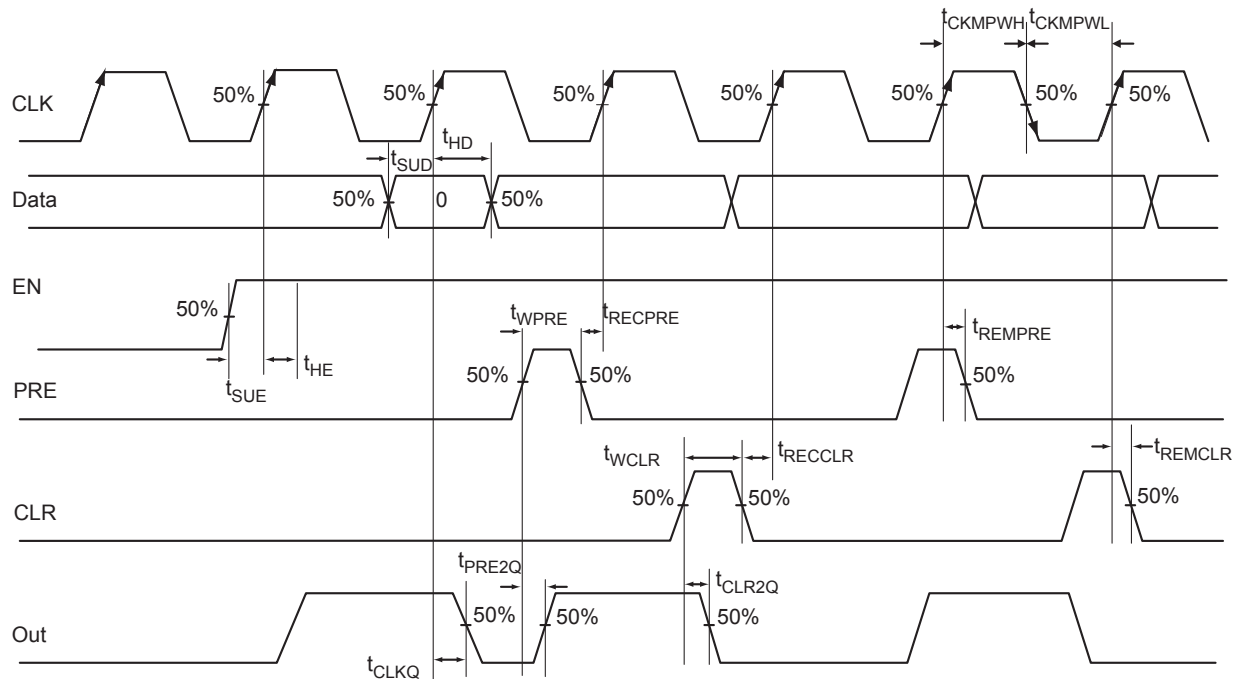 tCKMPWH tCKMPWL
CLK
50%
50%
50%
50%
50%
50%
50%
tHD
tSUD
Data
50%
0
50%
EN
50%
tWPRE
tRECPRE
tREMPRE
tHE
tSUE
PRE
50%
50%
50%
tWCLR
tRECCLR
tREMCLR
CLR
50%
50%
50%
tPRE2Q
tCLR2Q
Out
50%
50%
50%
tCLKQ